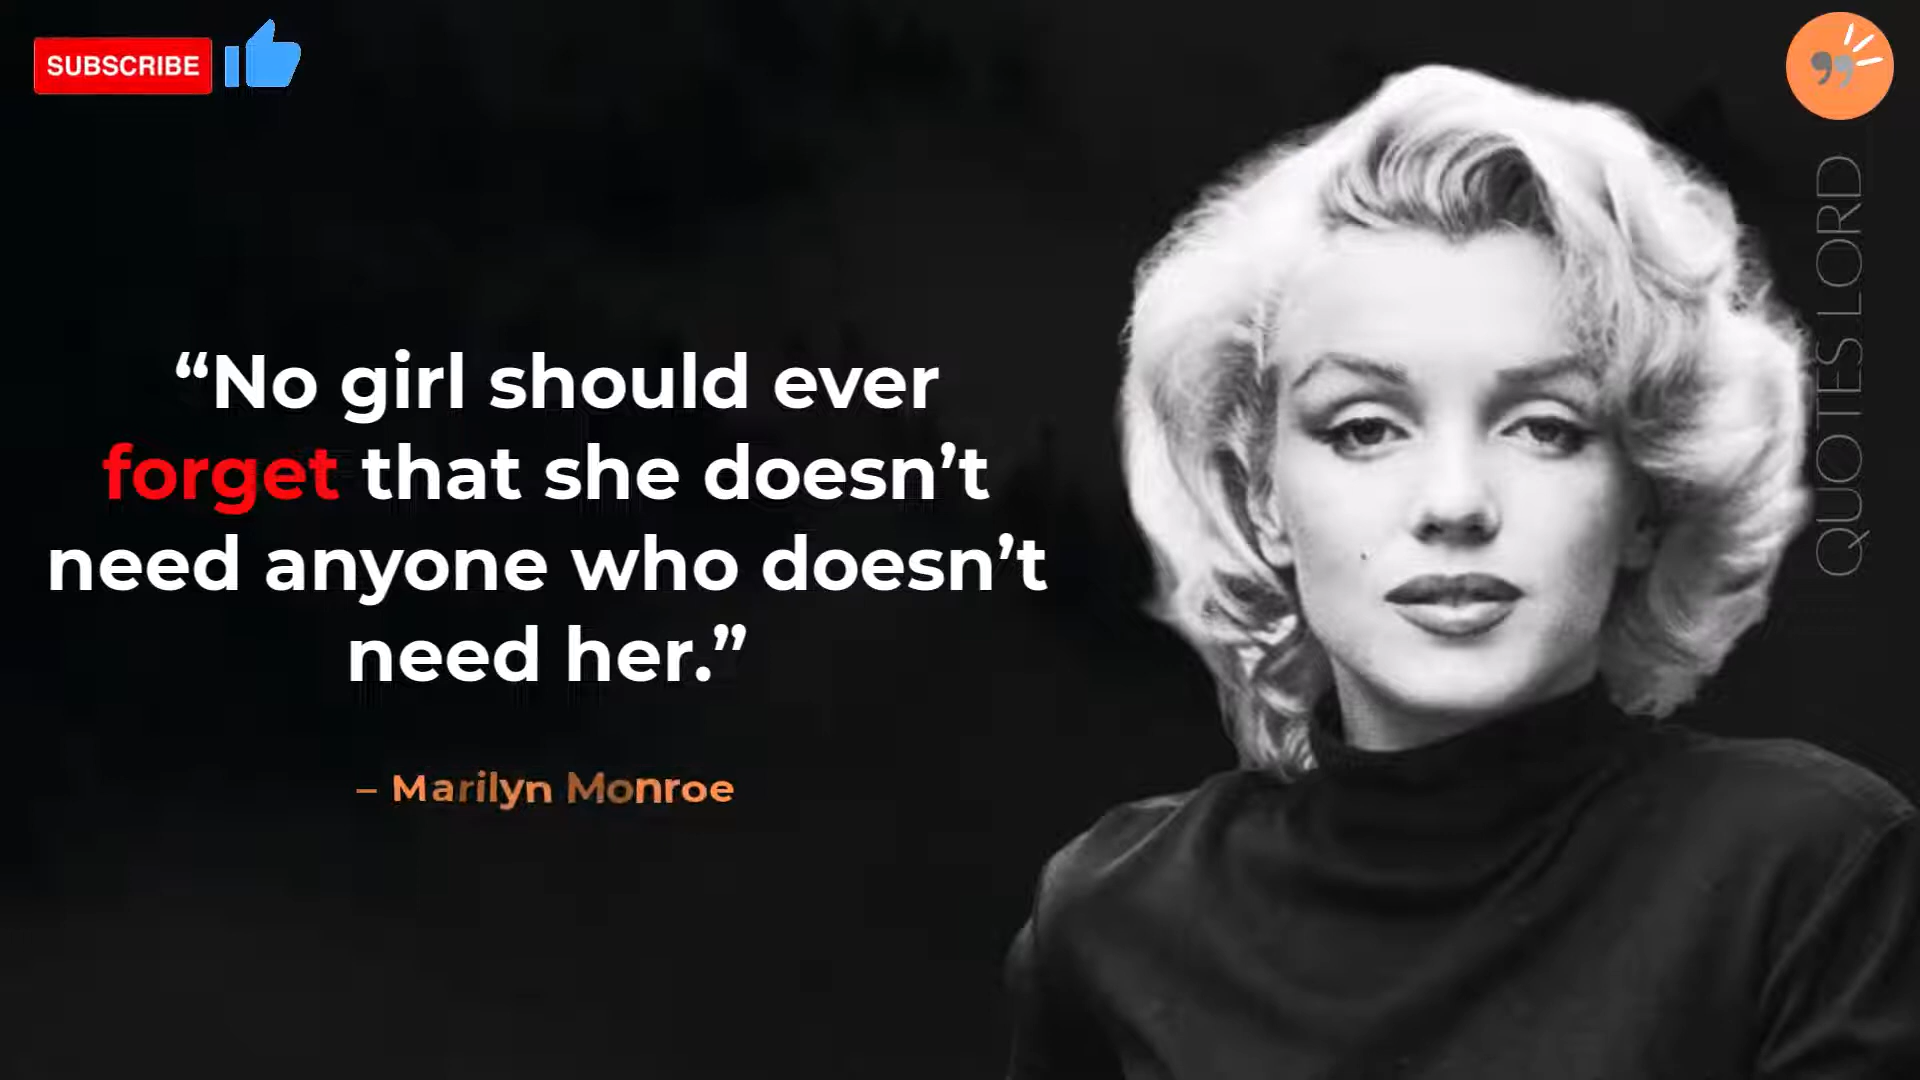 SUBSCRIBE
“No girl should ever
forget that she doesn’t
need anyone who doesn’t
need her.”
– Marilyn Monroe
QUOTES LORD